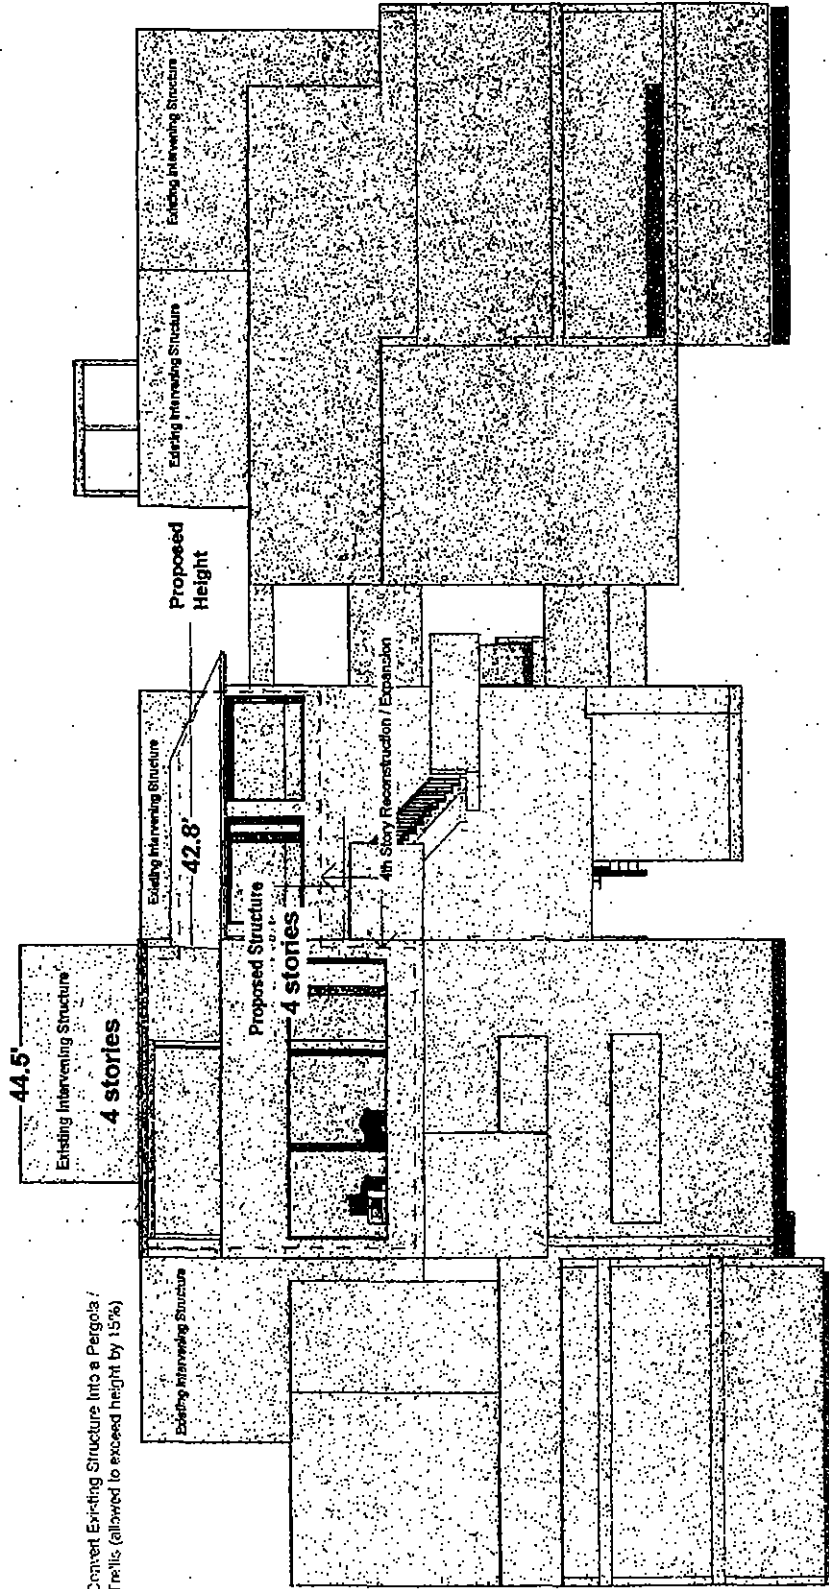 44.5'
Existing Intervening Structure
4 stories
Convert Existing Structure Into a Pergola /
Trellis (allowed to exceed height by 15%)
Existing Intervening Structure
Existing Intervening Structure
42.8'
Proposed
Height
Existing Intervening Structure
Existing Intervening Structure
Proposed Structure
4 stories
4th Story Reconstruction / Expansion